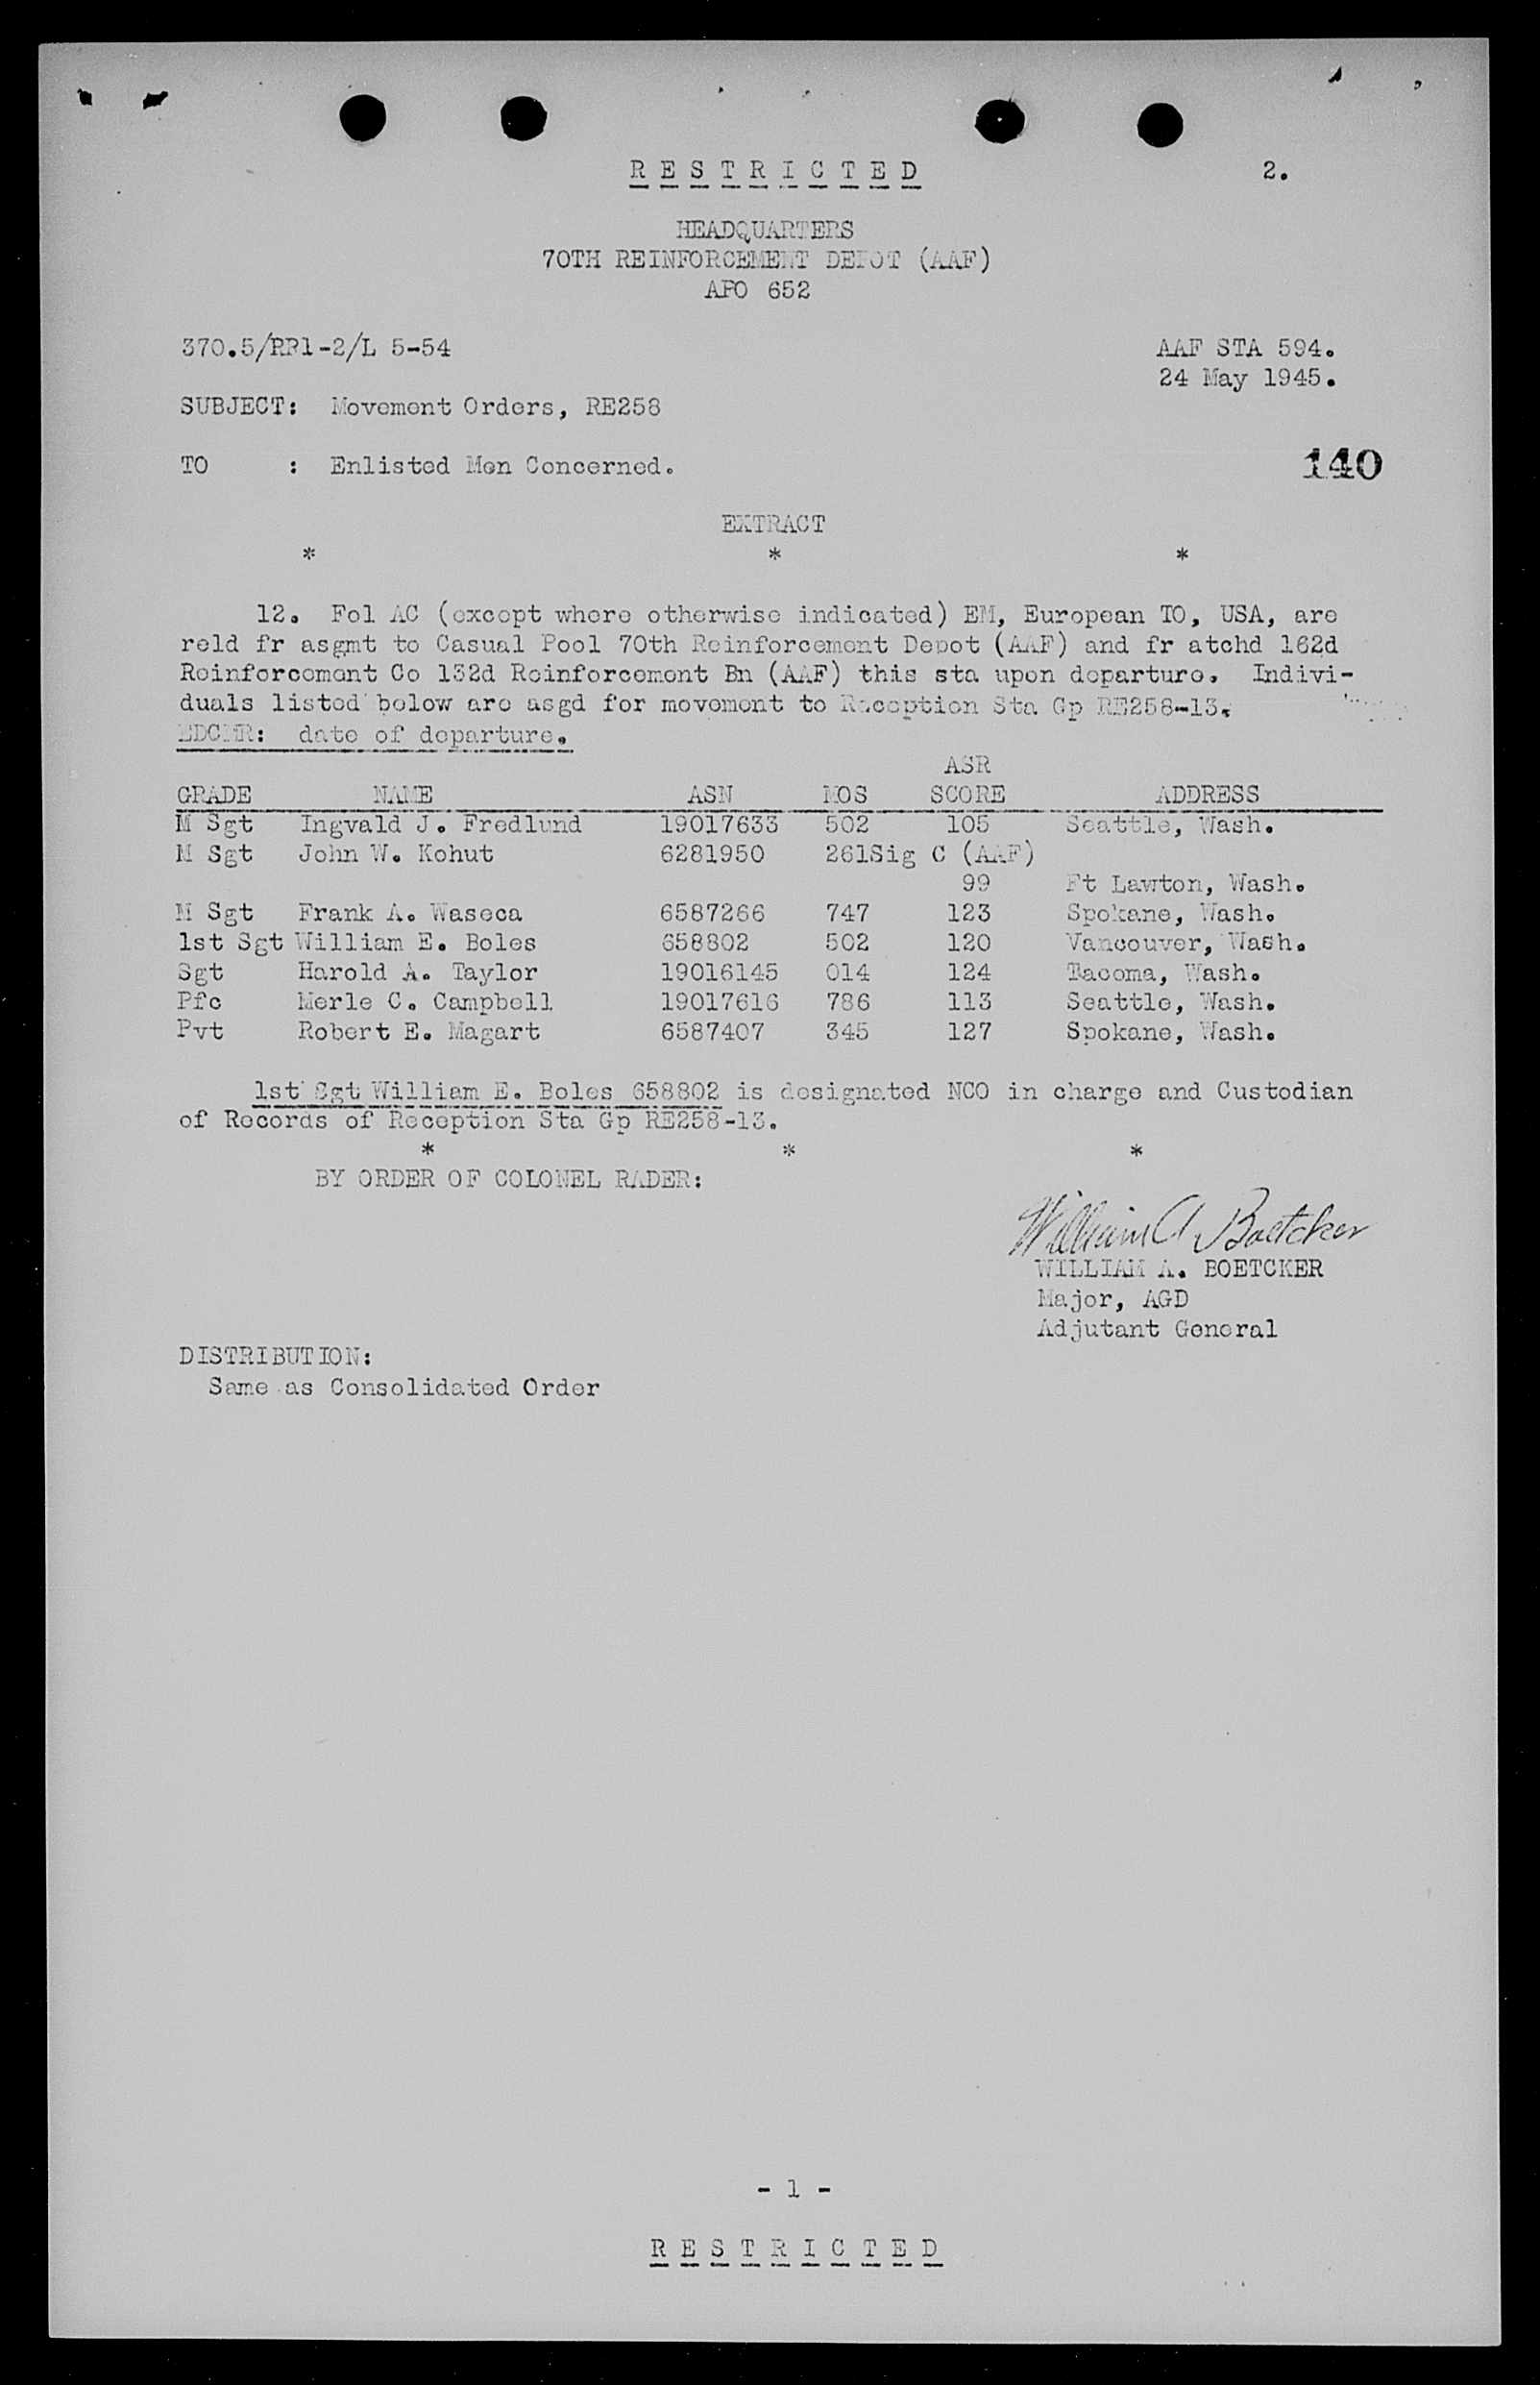 R E S T R I C T E D 2.
HEADQUARTERS
70TH REINFORCEMENT DEPOT (AAF)
APO 652
370.5/RP1-2/L 5-54 AAF STA 594.
24 May 1945.
SUBJECT: Movement Orders, RE258
TO : Enlisted Men Concerned.
140
EXTRACT
* * *
12. Fol AC (except where otherwise indicated) EM, European TO, USA, are
reld fr asgmt to Casual Pool 70th Reinforcement Depot (AAF) and fr atchd 162d
Reinforcement Co 132d Reinforcement Bn (AAF) this sta upon departure. Indivi-
duals listed below are asgd for movement to Reception Sta Gp RE258-13.
EDCMR: date of departure.
ASR
GRADE NAME ASN MOS SCORE ADDRESS
M Sgt Ingvald J. Fredlund 19017633 502 105 Seattle, Wash.
M Sgt John W. Kohut 6281950 261Sig C (AAF)
99 Ft Lawton, Wash.
M Sgt Frank A. Waseca 6587266 747 123 Spokane, Wash.
1st Sgt William E. Boles 658802 502 120 Vancouver, Wash.
Sgt Harold A. Taylor 19016145 014 124 Tacoma, Wash.
Pfc Merle C. Campbell 19017616 786 113 Seattle, Wash.
Pvt Robert E. Magart 6587407 345 127 Spokane, Wash.
1st Sgt William E. Boles 658802 is designated NCO in charge and Custodian
of Records of Reception Sta Gp RE258-13.
* * *
BY ORDER OF COLONEL RADER:
William A Boetcker
WILLIAM A. BOETCKER
Major, AGD
Adjutant General
DISTRIBUTION:
Same as Consolidated Order
- 1 -
R E S T R I C T E D